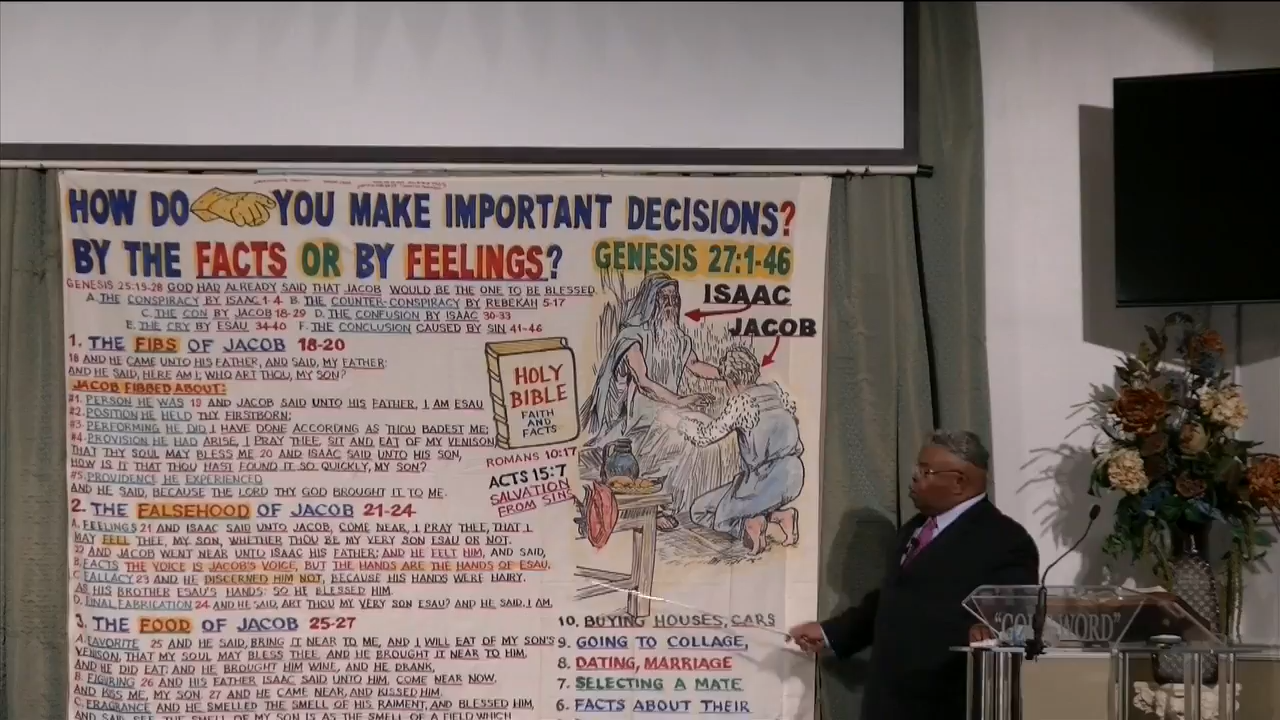 HOW DO YOU MAKE IMPORTANT DECISIONS?
BY THE FACTS OR BY FEELINGS? GENESIS 27:1-46
GENESIS 25:19-28 GOD HAD ALREADY SAID THAT JACOB WOULD BE THE ONE TO BE BLESSED.
A. THE CONSPIRACY BY ISAAC 1-4 B. THE COUNTER-CONSPIRACY BY REBEKAH 5-17
C. THE CON BY JACOB 18-29 D. THE CONFUSION BY ISAAC 30-33
E. THE CRY BY ESAU 34-40 F. THE CONCLUSION CAUSED BY SIN 41-46
1. THE FIBS OF JACOB 18-20
18 AND HE CAME UNTO HIS FATHER, AND SAID, MY FATHER:
AND HE SAID, HERE AM I; WHO ART THOU, MY SON?
JACOB FIBBED ABOUT:
#1. PERSON HE WAS 19 AND JACOB SAID UNTO HIS FATHER, I AM ESAU
#2. POSITION HE HELD THY FIRSTBORN;
#3. PERFORMING HE DID I HAVE DONE ACCORDING AS THOU BADEST ME;
#4. PROVISION HE HAD ARISE, I PRAY THEE, SIT AND EAT OF MY VENISON,
THAT THY SOUL MAY BLESS ME 20 AND ISAAC SAID UNTO HIS SON,
HOW IS IT THAT THOU HAST FOUND IT SO QUICKLY, MY SON?
#5. PROVIDENCE HE EXPERIENCED
AND HE SAID, BECAUSE THE LORD THY GOD BROUGHT IT TO ME.
2. THE FALSEHOOD OF JACOB 21-24
A. FEELINGS 21 AND ISAAC SAID UNTO JACOB, COME NEAR, I PRAY THEE, THAT I
MAY FEEL THEE, MY SON, WHETHER THOU BE MY VERY SON ESAU OR NOT.
22 AND JACOB WENT NEAR UNTO ISAAC HIS FATHER; AND HE FELT HIM, AND SAID,
B. FACTS THE VOICE IS JACOB'S VOICE, BUT THE HANDS ARE THE HANDS OF ESAU,
C. FALLACY 23 AND HE DISCERNED HIM NOT, BECAUSE HIS HANDS WERE HAIRY,
AS HIS BROTHER ESAU'S HANDS: SO HE BLESSED HIM.
D. FINAL FABRICATION 24 AND HE SAID, ART THOU MY VERY SON ESAU? AND HE SAID, I AM.
3. THE FOOD OF JACOB 25-27
A. FAVORITE 25 AND HE SAID, BRING IT NEAR TO ME, AND I WILL EAT OF MY SON'S
VENISON, THAT MY SOUL MAY BLESS THEE AND HE BROUGHT IT NEAR TO HIM,
AND HE DID EAT: AND HE BROUGHT HIM WINE, AND HE DRANK,
B. FIGURING 26 AND HIS FATHER ISAAC SAID UNTO HIM, COME NEAR NOW,
AND KISS ME, MY SON. 27 AND HE CAME NEAR, AND KISSED HIM:
C. FRAGRANCE AND HE SMELLED THE SMELL OF HIS RAIMENT, AND BLESSED HIM,
AND SAID, SEE, THE SMELL OF MY SON IS AS THE SMELL OF A FIELD WHICH
ISAAC
JACOB
HOLY
BIBLE
FAITH
AND
FACTS
ROMANS 10:17
ACTS 15:7
SALVATION
FROM SINS
10. BUYING HOUSES, CARS
9. GOING TO COLLAGE,
8. DATING, MARRIAGE
7. SELECTING A MATE
6. FACTS ABOUT THEIR
"GOD'S WORD"